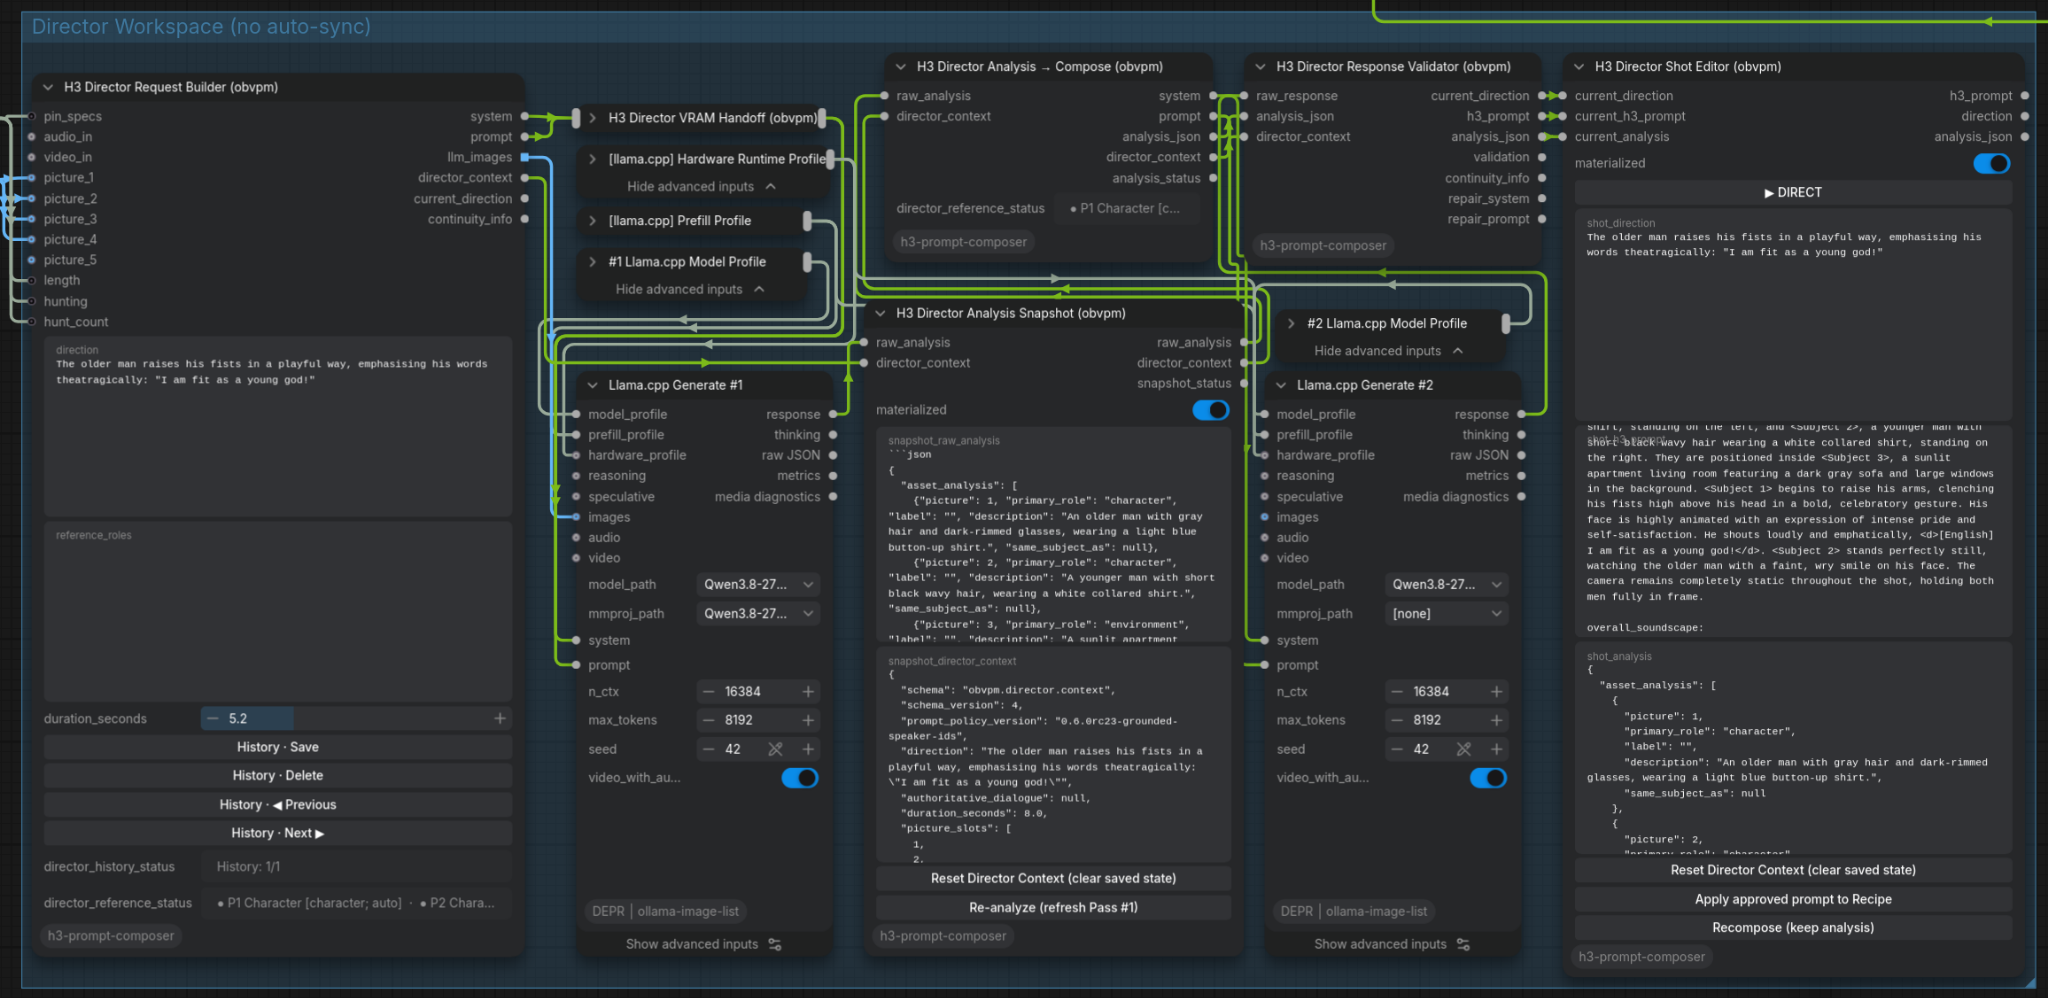 Director Workspace (no auto-sync)
H3 Director Request Builder (obvpm)
pin_specs
system
audio_in
prompt
video_in
llm_images
picture_1
director_context
picture_2
current_direction
picture_3
continuity_info
picture_4
picture_5
length
hunting
hunt_count
direction
The older man raises his fists in a playful way, emphasising his words
theatragically: "I am fit as a young god!"
reference_roles
duration_seconds
5.2
History · Save
History · Delete
History · ◀ Previous
History · Next ▶
director_history_status
History: 1/1
director_reference_status
• P1 Character [character; auto] · • P2 Chara...
h3-prompt-composer
H3 Director VRAM Handoff (obvpm)
[llama.cpp] Hardware Runtime Profile
Hide advanced inputs
[llama.cpp] Prefill Profile
#1 Llama.cpp Model Profile
Hide advanced inputs
Llama.cpp Generate #1
model_profile
response
prefill_profile
thinking
hardware_profile
raw JSON
reasoning
metrics
speculative
media diagnostics
images
audio
video
model_path
Qwen3.8-27...
mmproj_path
Qwen3.8-27...
system
prompt
n_ctx
16384
max_tokens
8192
seed
42
video_with_au...
DEPR | ollama-image-list
Show advanced inputs
H3 Director Analysis → Compose (obvpm)
raw_analysis
system
director_context
prompt
analysis_json
director_context
analysis_status
director_reference_status
• P1 Character [c...
h3-prompt-composer
H3 Director Analysis Snapshot (obvpm)
raw_analysis
raw_analysis
director_context
director_context
snapshot_status
materialized
snapshot_raw_analysis
```json
{
"asset_analysis": [
{"picture": 1, "primary_role": "character",
"label": "", "description": "An older man with gray
hair and dark-rimmed glasses, wearing a light blue
button-up shirt.", "same_subject_as": null},
{"picture": 2, "primary_role": "character",
"label": "", "description": "A younger man with short
black wavy hair, wearing a white collared shirt.",
"same_subject_as": null},
{"picture": 3, "primary_role": "environment",
"label": "", "description": "A sunlit apartment
snapshot_director_context
{
"schema": "obvpm.director.context",
"schema_version": 4,
"prompt_policy_version": "0.6.0rc23-grounded-
speaker-ids",
"direction": "The older man raises his fists in a
playful way, emphasising his words theatragically:
\"I am fit as a young god!\"",
"authoritative_dialogue": null,
"duration_seconds": 8.0,
"picture_slots": [
1,
2,
Reset Director Context (clear saved state)
Re-analyze (refresh Pass #1)
h3-prompt-composer
H3 Director Response Validator (obvpm)
raw_response
current_direction
analysis_json
h3_prompt
director_context
analysis_json
validation
continuity_info
repair_system
repair_prompt
h3-prompt-composer
#2 Llama.cpp Model Profile
Hide advanced inputs
Llama.cpp Generate #2
model_profile
response
prefill_profile
thinking
hardware_profile
raw JSON
reasoning
metrics
speculative
media diagnostics
images
audio
video
model_path
Qwen3.8-27...
mmproj_path
[none]
system
prompt
n_ctx
16384
max_tokens
8192
seed
42
video_with_au...
DEPR | ollama-image-list
Show advanced inputs
H3 Director Shot Editor (obvpm)
current_direction
h3_prompt
current_h3_prompt
direction
current_analysis
analysis_json
materialized
▶ DIRECT
shot_direction
The older man raises his fists in a playful way, emphasising his
words theatragically: "I am fit as a young god!"
shirt, standing on the left, and <Subject 2>, a younger man with
shot_h3_prompt
short black wavy hair wearing a white collared shirt, standing on
the right. They are positioned inside <Subject 3>, a sunlit
apartment living room featuring a dark gray sofa and large windows
in the background. <Subject 1> begins to raise his arms, clenching
his fists high above his head in a bold, celebratory gesture. His
face is highly animated with an expression of intense pride and
self-satisfaction. He shouts loudly and emphatically, <d>[English]
I am fit as a young god!</d>. <Subject 2> stands perfectly still,
watching the older man with a faint, wry smile on his face. The
camera remains completely static throughout the shot, holding both
men fully in frame.
overall_soundscape:
shot_analysis
{
"asset_analysis": [
{
"picture": 1,
"primary_role": "character",
"label": "",
"description": "An older man with gray hair and dark-rimmed
glasses, wearing a light blue button-up shirt.",
"same_subject_as": null
},
{
"picture": 2,
"primary_role": "character"
Reset Director Context (clear saved state)
Apply approved prompt to Recipe
Recompose (keep analysis)
h3-prompt-composer